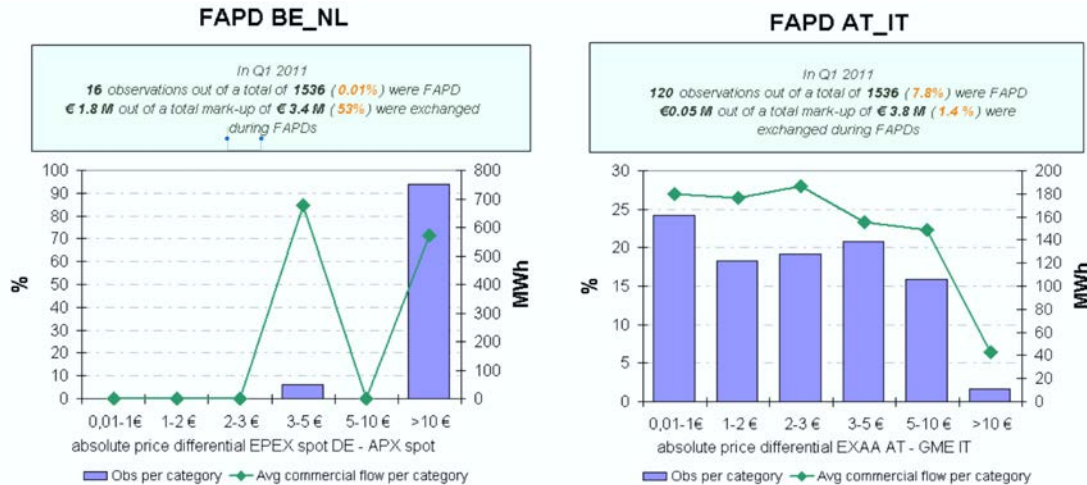 FAPD BE_NL
In Q1 2011
16 observations out of a total of 1536 (0.01%) were FAPD
€ 1.8 M out of a total mark-up of € 3.4 M (53%) were exchanged
during FAPDs
100
90
80
70
60
50
40
30
20
10
0
%
800
700
600
500
400
300
200
100
0
MWh
0,01-1€
1-2 €
2-3 €
3-5 €
5-10 €
>10 €
absolute price differential EPEX spot DE - APX spot
Obs per category
Avg commercial flow per category
FAPD AT_IT
In Q1 2011
120 observations out of a total of 1536 (7.8%) were FAPD
€0.05 M out of a total mark-up of € 3.8 M (1.4 %) were
exchanged during FAPDs
30
25
20
15
10
5
0
%
200
180
160
140
120
100
80
60
40
20
0
MWh
0,01-1€
1-2 €
2-3 €
3-5 €
5-10 €
>10 €
absolute price differential EXAA AT - GME IT
Obs per category
Avg commercial flow per category